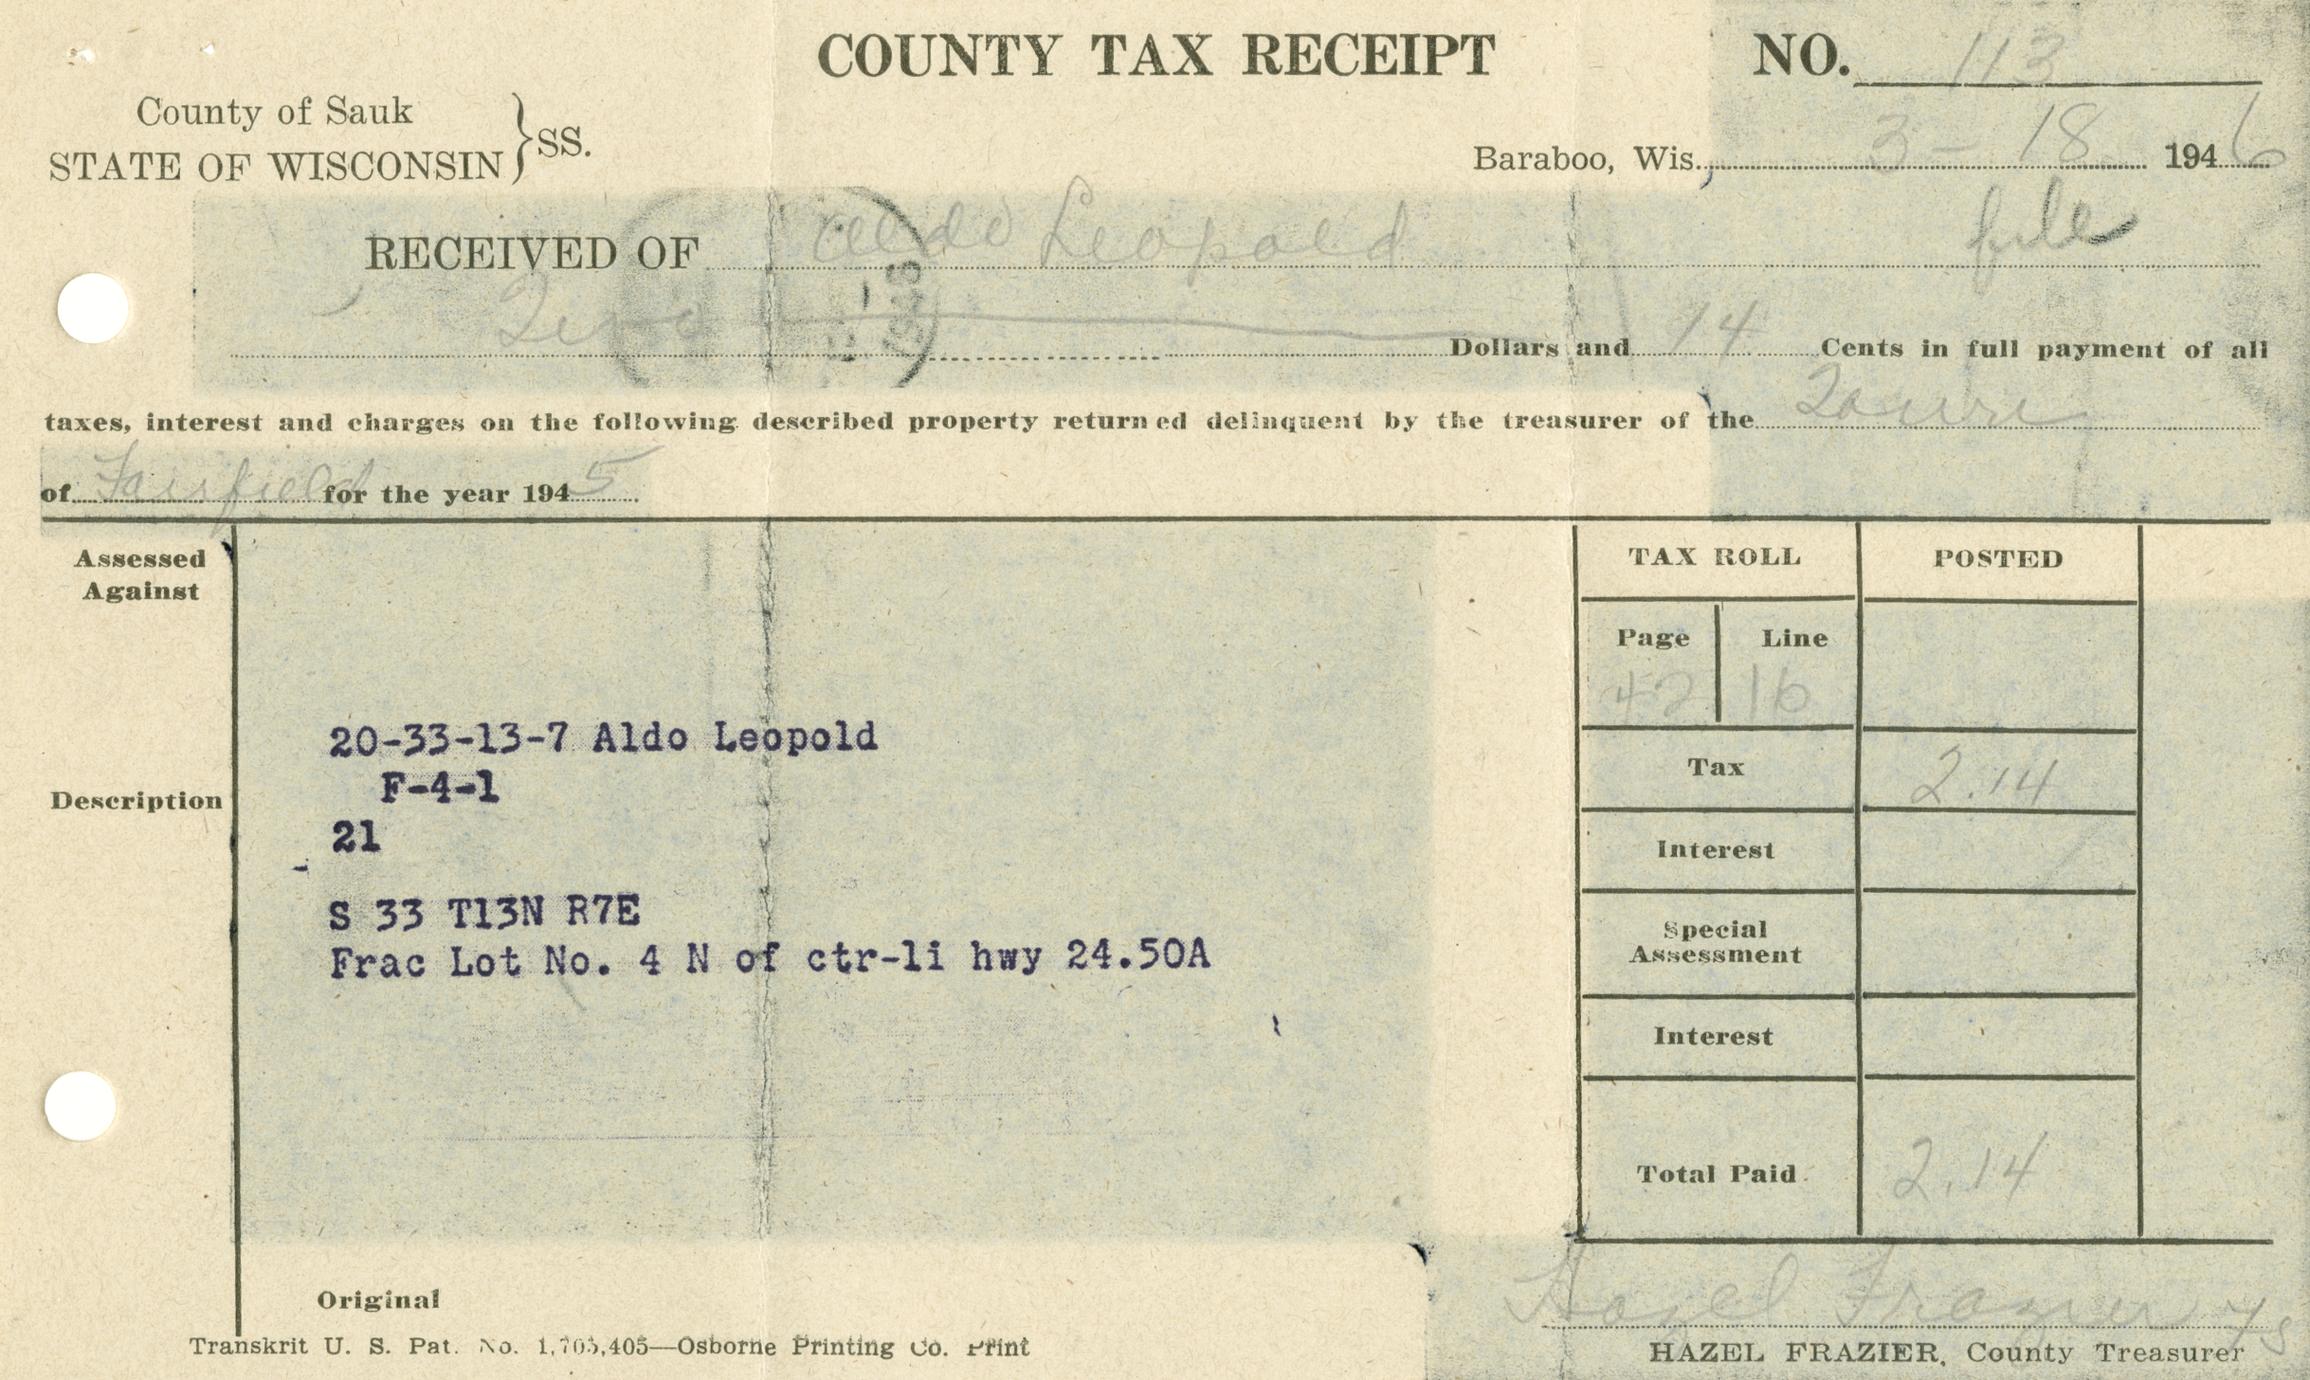 COUNTY TAX RECEIPT
NO. 113
County of Sauk
STATE OF WISCONSIN } SS.
Baraboo, Wis., 3 - 18 1946
RECEIVED OF Aldo Leopold
Two Dollars and 14 Cents in full payment of all
taxes, interest and charges on the following described property returned delinquent by the treasurer of the Town
of Fairfield for the year 1945
Assessed
Against
TAX ROLL
POSTED
Page
Line
42
16
20-33-13-7 Aldo Leopold
F-4-1
Description
21
S 33 T13N R7E
Frac Lot No. 4 N of ctr-li hwy 24.50A
Tax 2.14
Interest
Special
Assessment
Interest
Total Paid 2.14
Hazel Frazier
HAZEL FRAZIER, County Treasurer
Original
Transkrit U. S. Pat. No. 1,705,405—Osborne Printing Co. Print